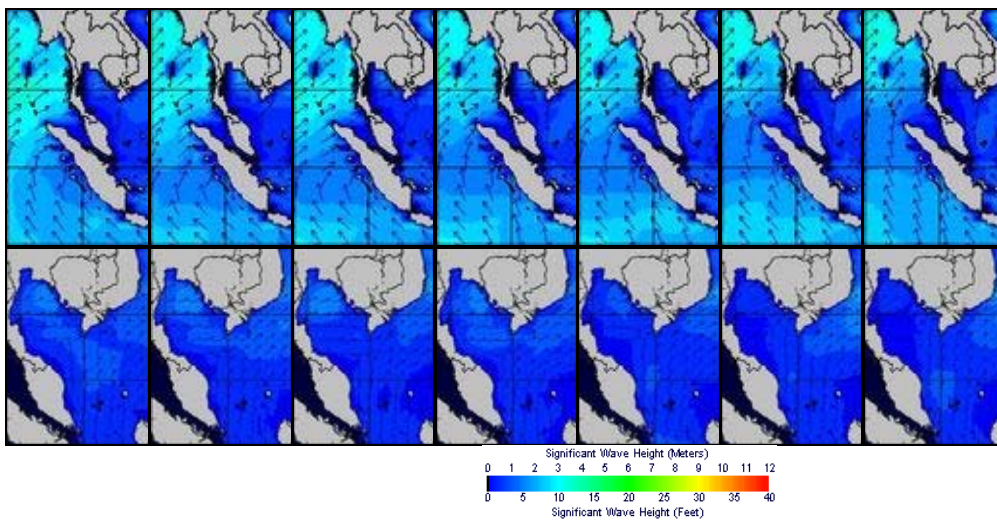 Significant Wave Height (Meters)
0 1 2 3 4 5 6 7 8 9 10 11 12
0 5 10 15 20 25 30 35 40
Significant Wave Height (Feet)